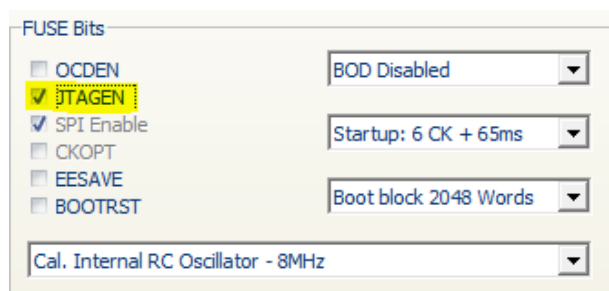 FUSE Bits
OCDEN
JTAGEN
SPI Enable
CKOPT
EESAVE
BOOTRST
BOD Disabled
Startup: 6 CK + 65ms
Boot block 2048 Words
Cal. Internal RC Oscillator - 8MHz